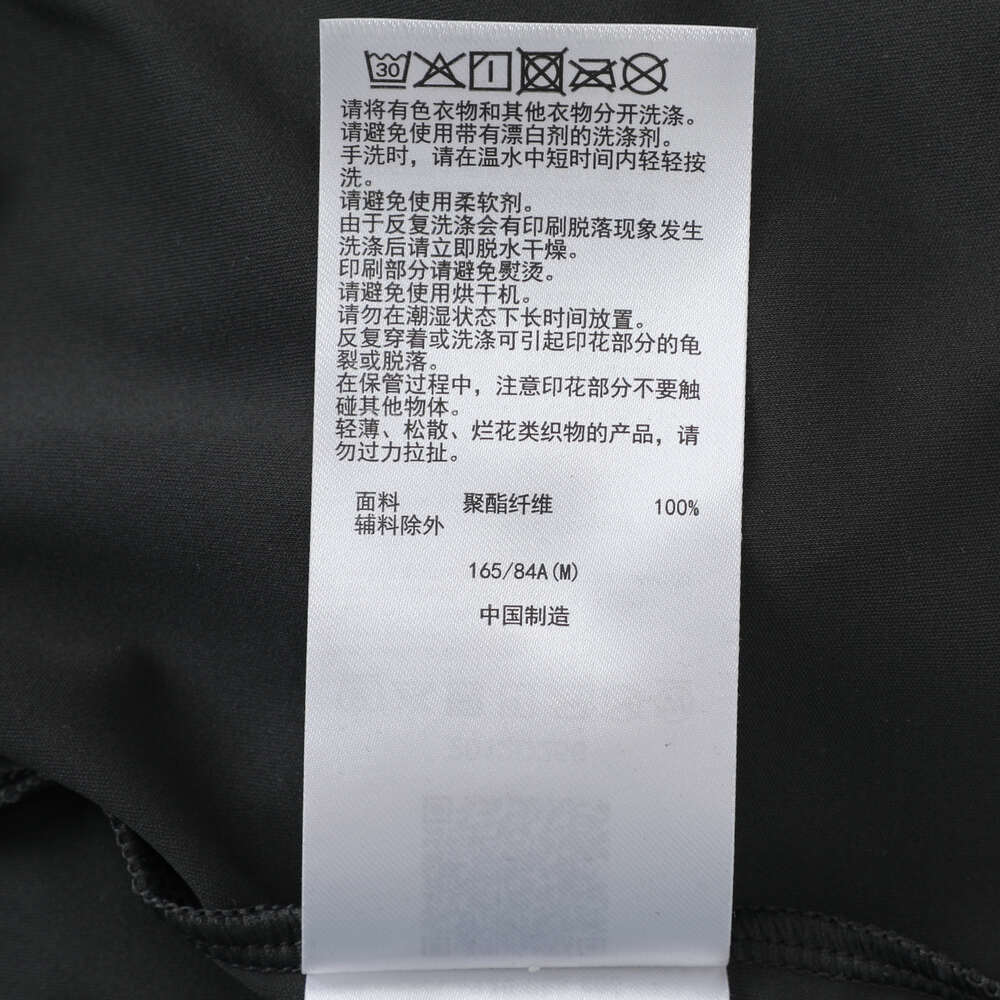 30
请将有色衣物和其他衣物分开洗涤。
请避免使用带有漂白剂的洗涤剂。
手洗时，请在温水中短时间内轻轻按
洗。
请避免使用柔软剂。
由于反复洗涤会有印刷脱落现象发生
洗涤后请立即脱水干燥。
印刷部分请避免熨烫。
请避免使用烘干机。
请勿在潮湿状态下长时间放置。
反复穿着或洗涤可引起印花部分的龟
裂或脱落。
在保管过程中，注意印花部分不要触
碰其他物体。
轻薄、松散、烂花类织物的产品，请
勿过力拉扯。
面料 聚酯纤维 100%
辅料除外
165/84A(M)
中国制造